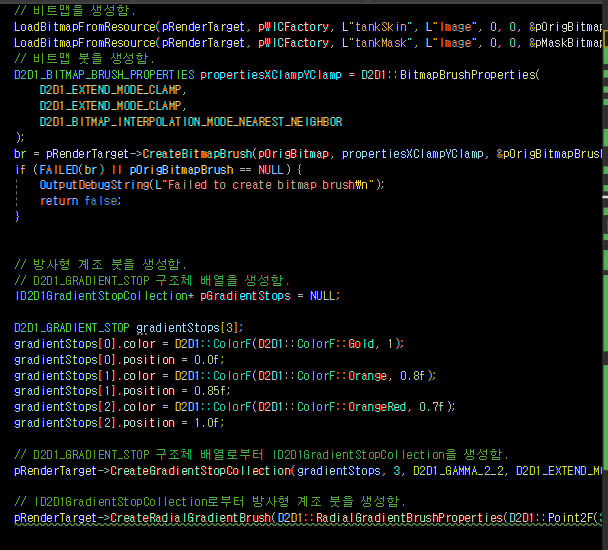 // 비트맵을 생성함.
LoadBitmapFromResource(pRenderTarget, pWICFactory, L"tankSkin", L"Image", 0, 0, &pOrigBitmap
LoadBitmapFromResource(pRenderTarget, pWICFactory, L"tankMask", L"Image", 0, 0, &pMaskBitmap
// 비트맵 붓을 생성함.
D2D1_BITMAP_BRUSH_PROPERTIES propertiesXClampYClamp = D2D1::BitmapBrushProperties(
D2D1_EXTEND_MODE_CLAMP,
D2D1_EXTEND_MODE_CLAMP,
D2D1_BITMAP_INTERPOLATION_MODE_NEAREST_NEIGHBOR
);
br = pRenderTarget->CreateBitmapBrush(pOrigBitmap, propertiesXClampYClamp, &pOrigBitmapBrush
if (FAILED(br) || pOrigBitmapBrush == NULL) {
OutputDebugString(L"Failed to create bitmap brush₩n");
return false;
}
// 방사형 계조 붓을 생성함.
// D2D1_GRADIENT_STOP 구조체 배열을 생성함.
ID2D1GradientStopCollection* pGradientStops = NULL;
D2D1_GRADIENT_STOP gradientStops[3];
gradientStops[0].color = D2D1::ColorF(D2D1::ColorF::Gold, 1);
gradientStops[0].position = 0.0f;
gradientStops[1].color = D2D1::ColorF(D2D1::ColorF::Orange, 0.8f);
gradientStops[1].position = 0.85f;
gradientStops[2].color = D2D1::ColorF(D2D1::ColorF::OrangeRed, 0.7f);
gradientStops[2].position = 1.0f;
// D2D1_GRADIENT_STOP 구조체 배열로부터 ID2D1GradientStopCollection을 생성함.
pRenderTarget->CreateGradientStopCollection(gradientStops, 3, D2D1_GAMMA_2_2, D2D1_EXTEND_M
// ID2D1GradientStopCollection로부터 방사형 계조 붓을 생성함.
pRenderTarget->CreateRadialGradientBrush(D2D1::RadialGradientBrushProperties(D2D1::Point2F(3